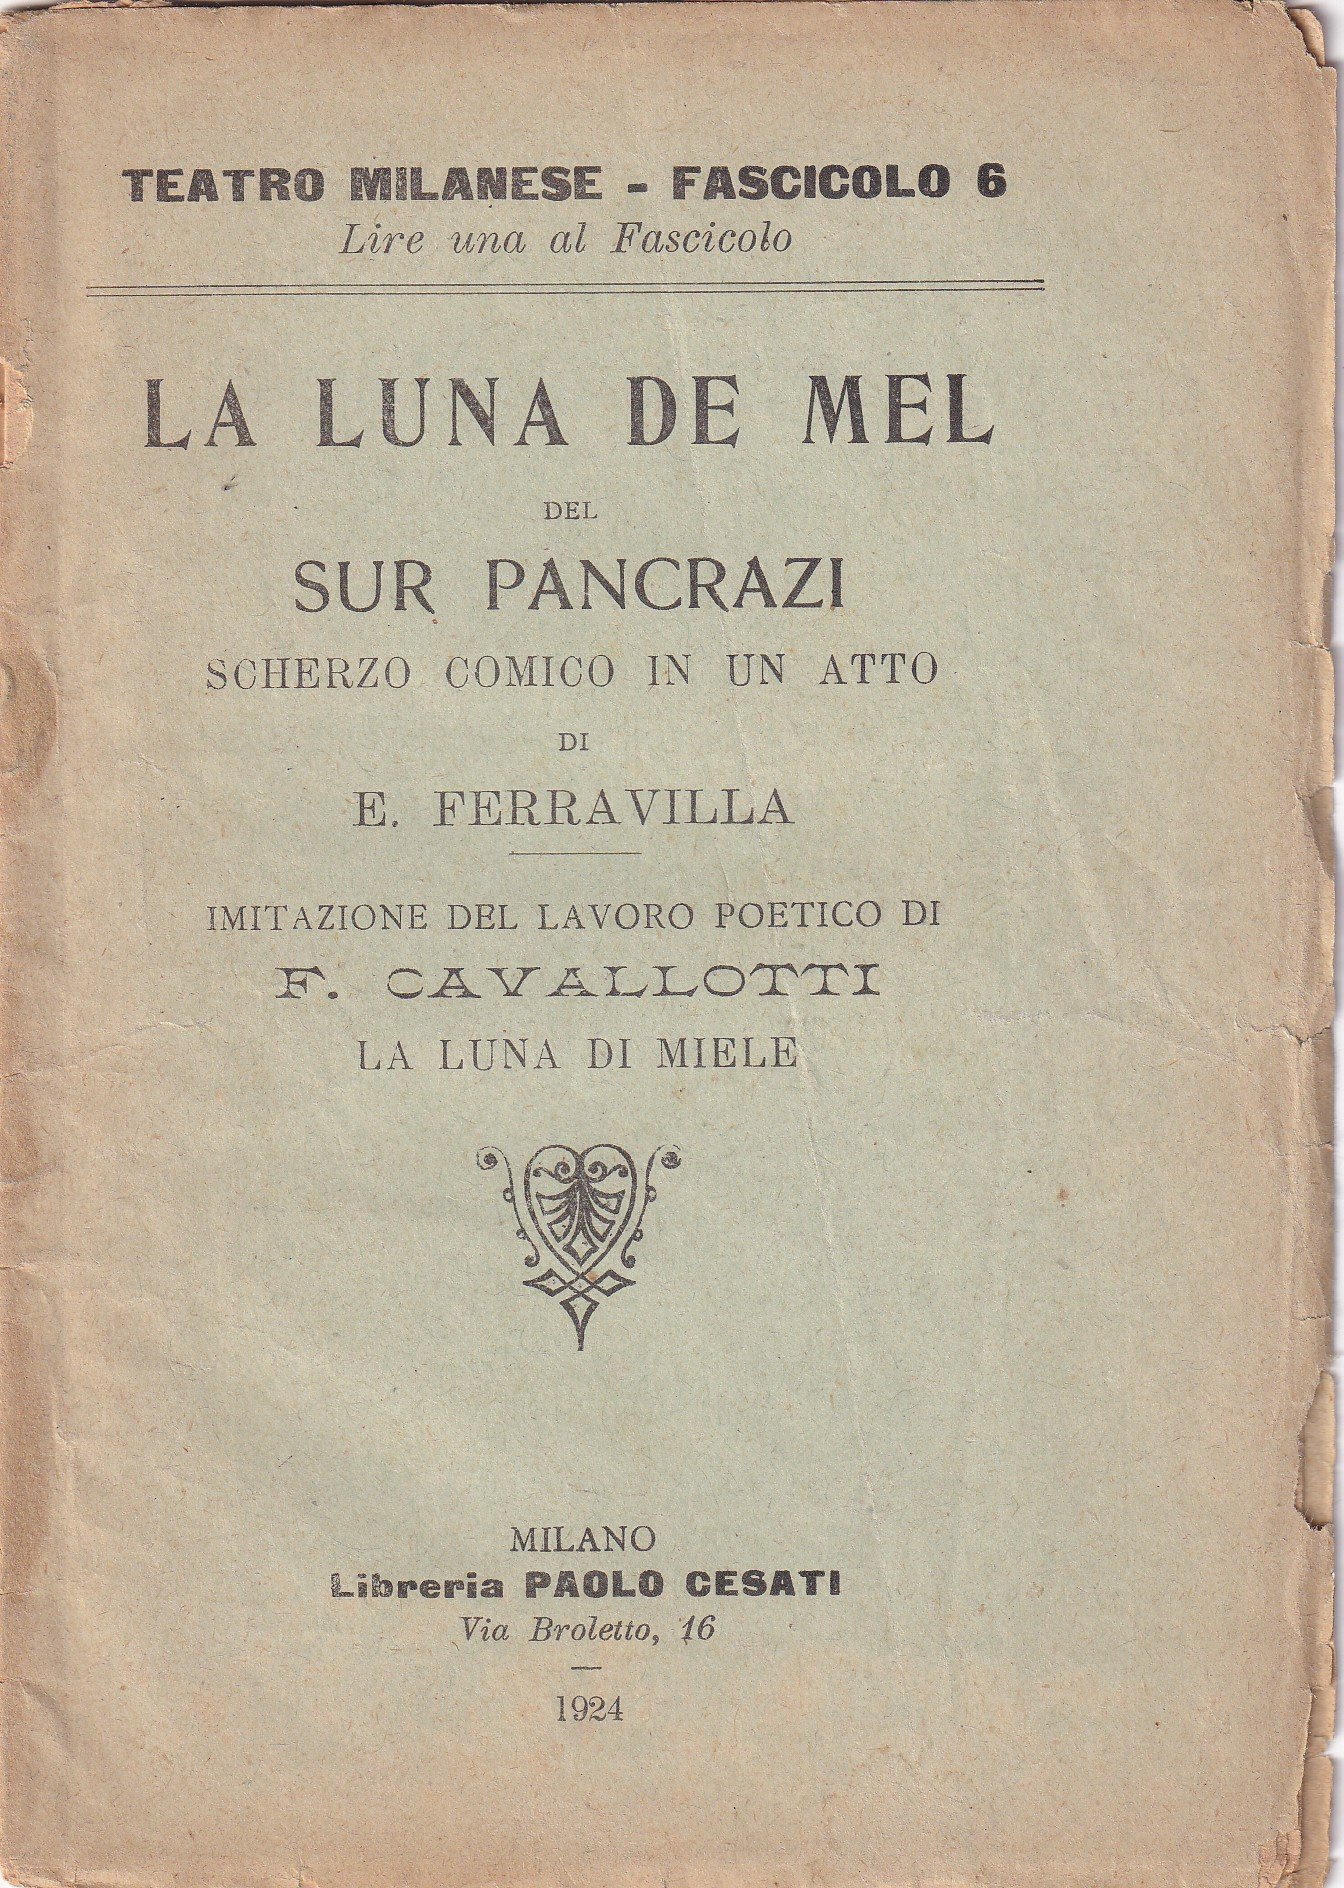 TEATRO MILANESE - FASCICOLO 6
Lire una al Fascicolo
LA LUNA DE MEL
DEL
SUR PANCRAZI
SCHERZO COMICO IN UN ATTO
DI
E. FERRAVILLA
IMITAZIONE DEL LAVORO POETICO DI
F. CAVALLOTTI
LA LUNA DI MIELE
MILANO
Libreria PAOLO CESATI
Via Broletto, 16
1924